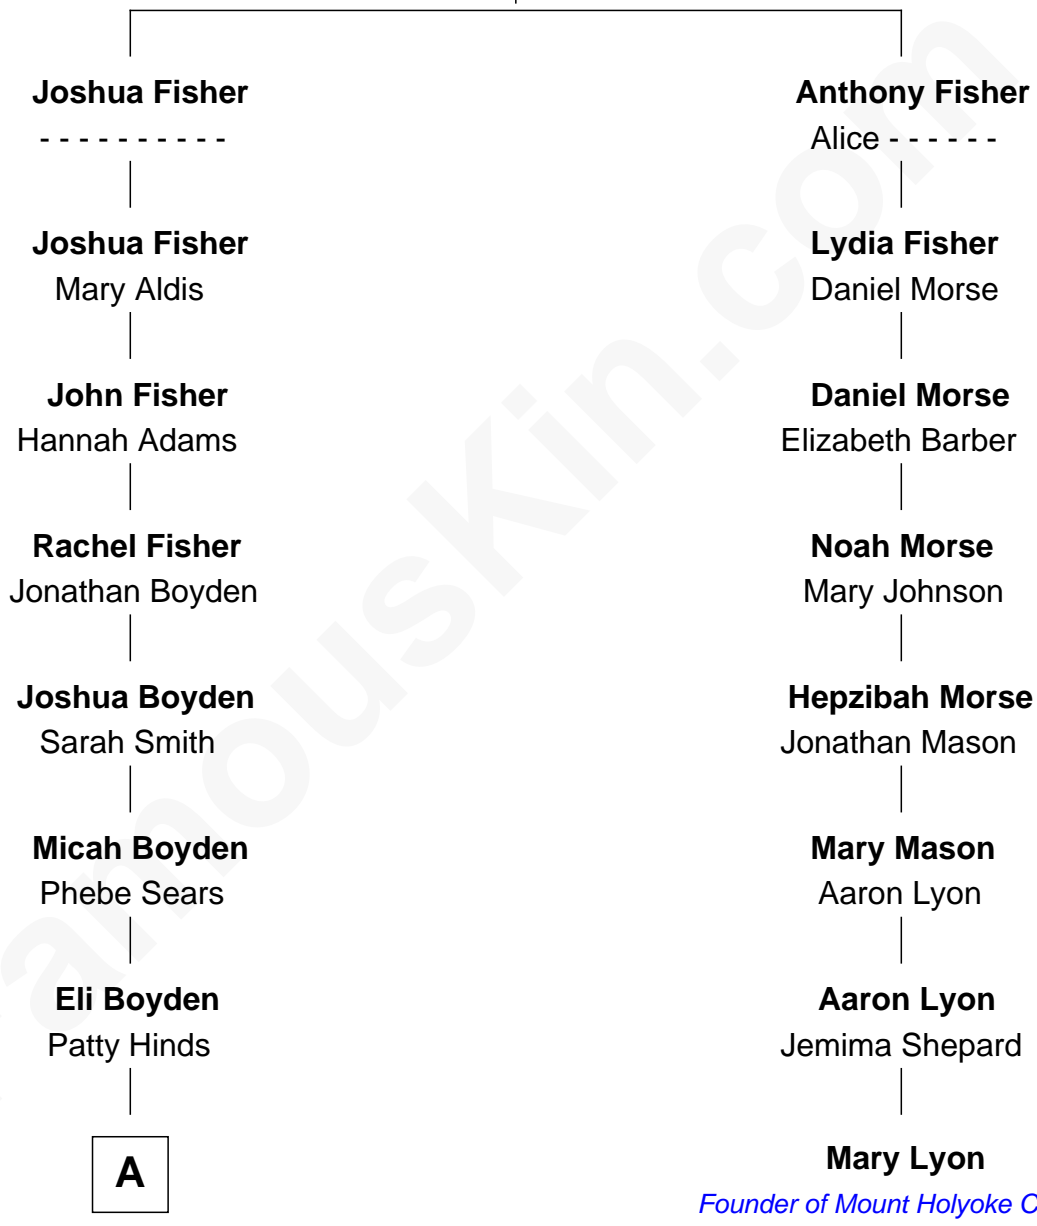 Joshua Fisher
- - - - - - - - - -
Joshua Fisher
Mary Aldis
John Fisher
Hannah Adams
Rachel Fisher
Jonathan Boyden
Joshua Boyden
Sarah Smith
Micah Boyden
Phebe Sears
Eli Boyden
Patty Hinds
A
Anthony Fisher
Alice - - - - - -
Lydia Fisher
Daniel Morse
Daniel Morse
Elizabeth Barber
Noah Morse
Mary Johnson
Hepzibah Morse
Jonathan Mason
Mary Mason
Aaron Lyon
Aaron Lyon
Jemima Shepard
Mary Lyon
Founder of Mount Holyoke
amouskin.com